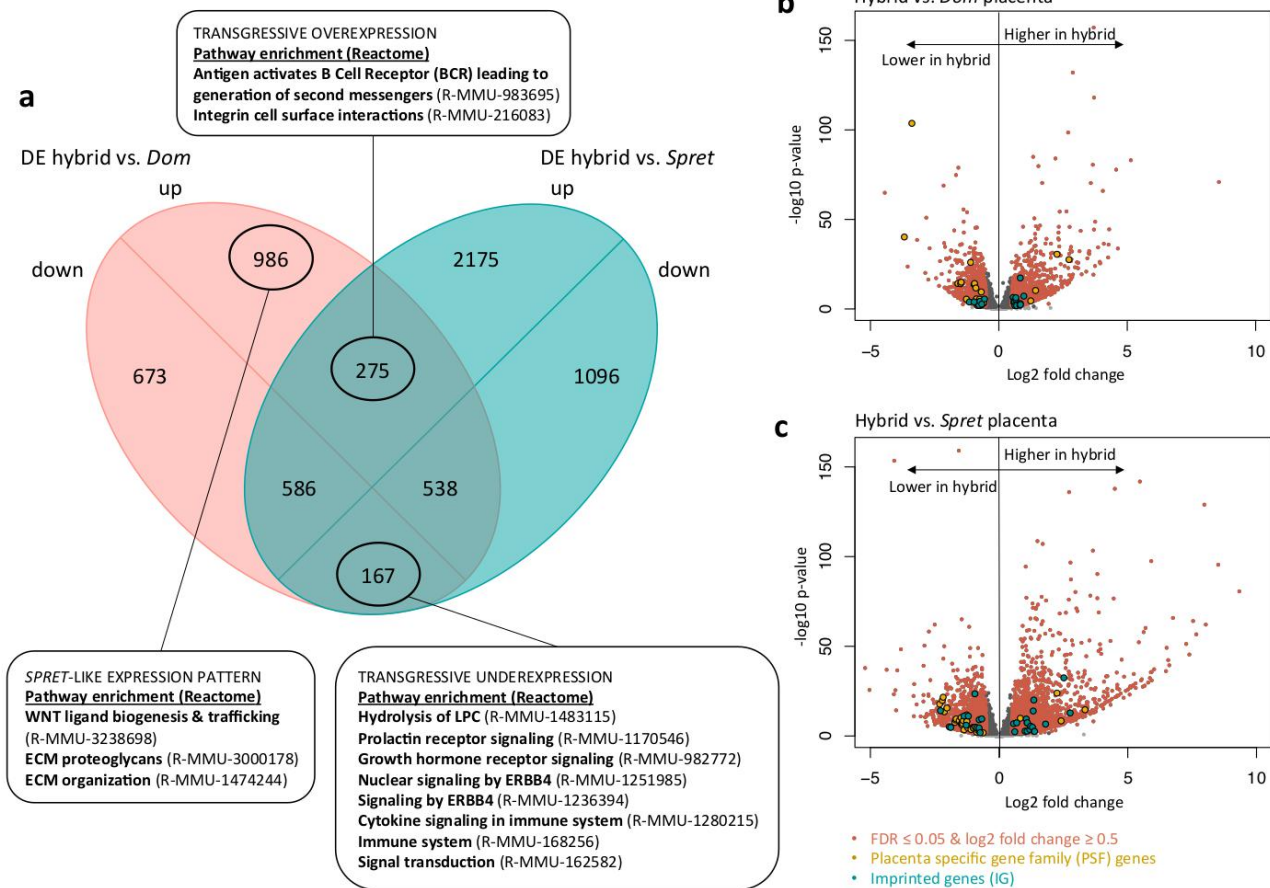 a
TRANSGRESSIVE OVEREXPRESSION
Pathway enrichment (Reactome)
Antigen activates B Cell Receptor (BCR) leading to
generation of second messengers (R-MMU-983695)
Integrin cell surface interactions (R-MMU-216083)
DE hybrid vs. Dom
DE hybrid vs. Spret
up
up
down
down
986
2175
673
275
1096
586
538
167
SPRET-LIKE EXPRESSION PATTERN
Pathway enrichment (Reactome)
WNT ligand biogenesis & trafficking
(R-MMU-3238698)
ECM proteoglycans (R-MMU-3000178)
ECM organization (R-MMU-1474244)
TRANSGRESSIVE UNDEREXPRESSION
Pathway enrichment (Reactome)
Hydrolysis of LPC (R-MMU-1483115)
Prolactin receptor signaling (R-MMU-1170546)
Growth hormone receptor signaling (R-MMU-982772)
Nuclear signaling by ERBB4 (R-MMU-1251985)
Signaling by ERBB4 (R-MMU-1236394)
Cytokine signaling in immune system (R-MMU-1280215)
Immune system (R-MMU-168256)
Signal transduction (R-MMU-162582)
b
Hybrid vs. Dom placenta
Higher in hybrid
Lower in hybrid
-log10 p-value
150
100
50
0
−5 0 5 10
Log2 fold change
c
Hybrid vs. Spret placenta
Higher in hybrid
Lower in hybrid
-log10 p-value
150
100
50
0
−5 0 5 10
Log2 fold change
FDR ≤ 0.05 & log2 fold change ≥ 0.5
Placenta specific gene family (PSF) genes
Imprinted genes (IG)